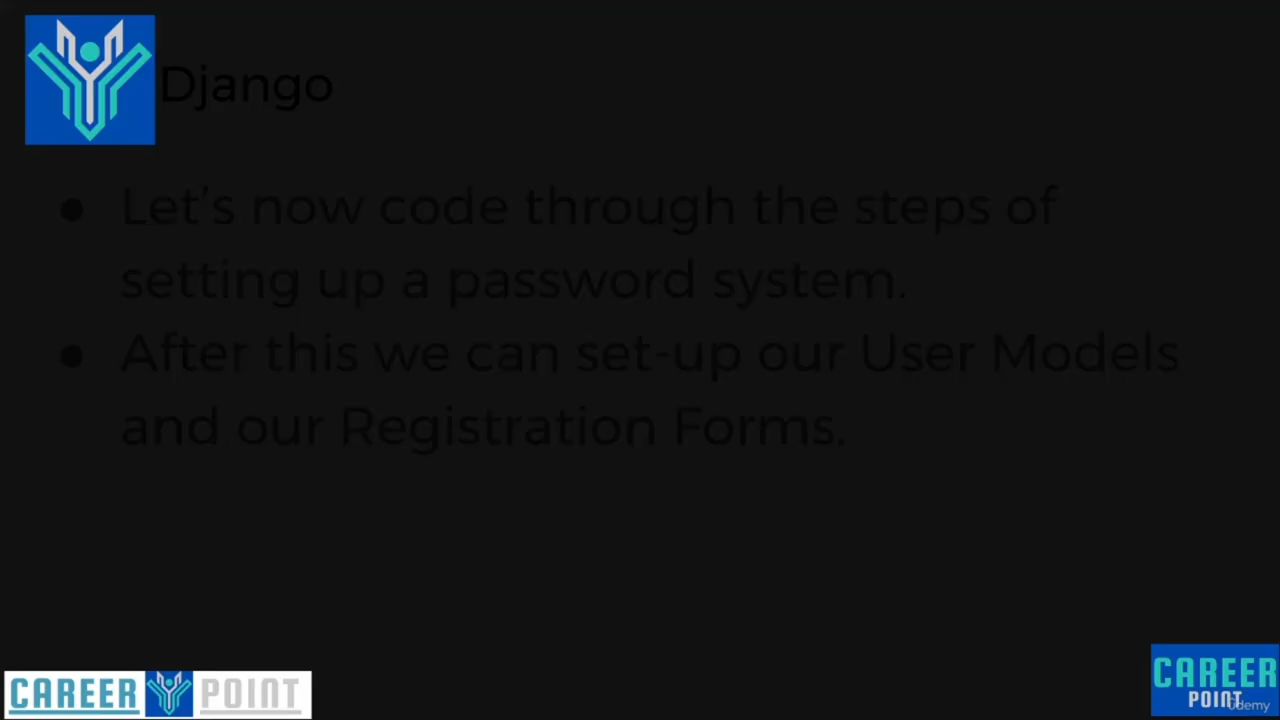 Django
● Let's now code through the steps of
setting up a password system.
● After this we can set-up our User Models
and our Registration Forms.
CAREER POINT
CAREER
POINT
udemy